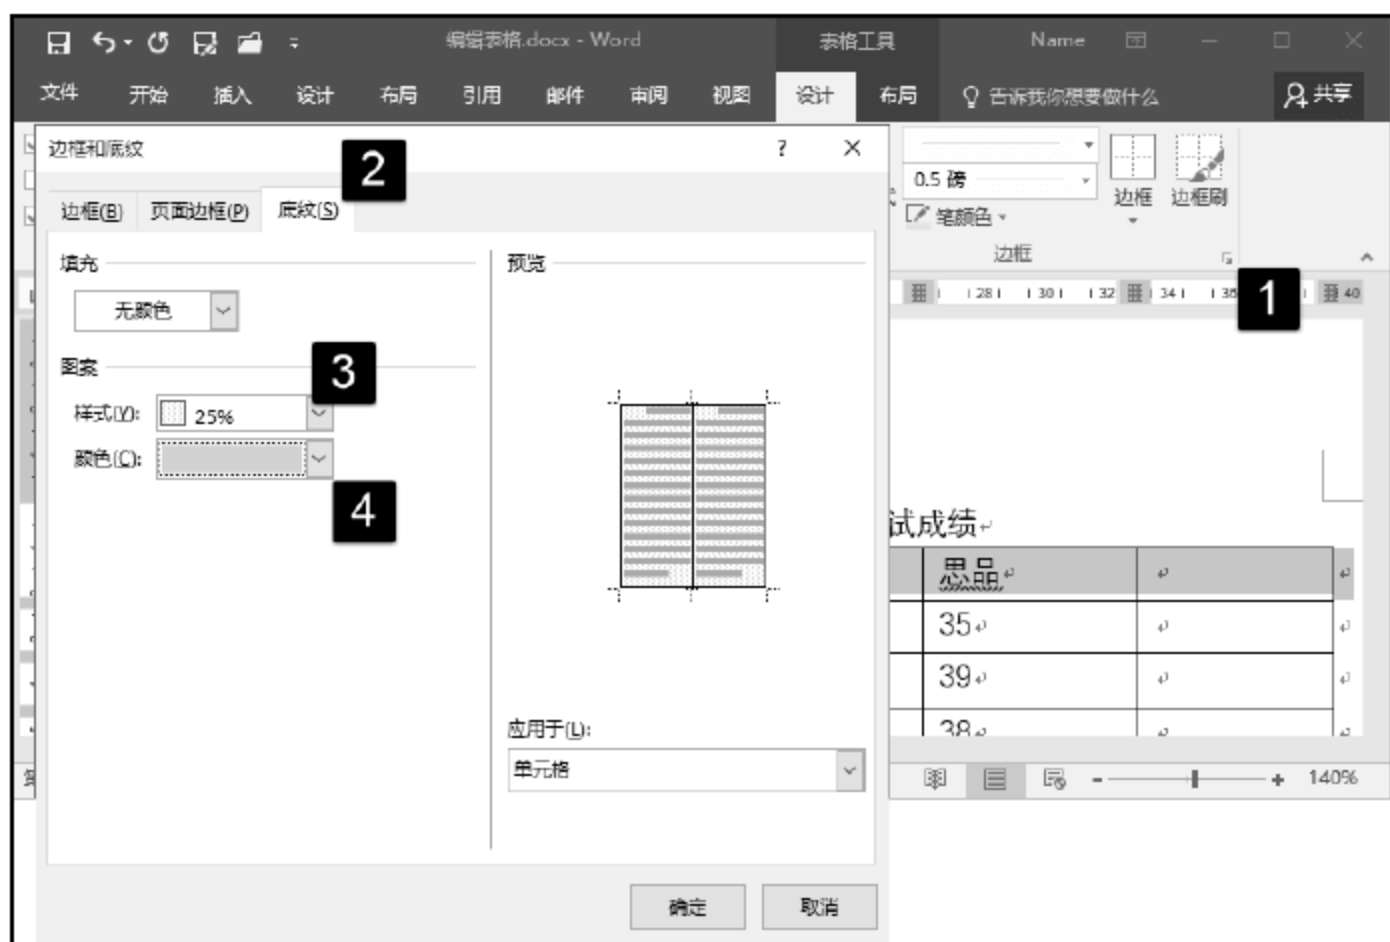 编辑表格.docx - Word 表格工具 Name
文件 开始 插入 设计 布局 引用 邮件 审阅 视图 设计 布局 告诉我你想要做什么 共享
边框和底纹 ? 2
边框(B) 页面边框(P) 底纹(S)
0.5 磅
笔颜色 边框 边框刷
边框
填充 预览
无颜色
28 30 32 34 40
1
图案
3
样式(Y): 25%
颜色(C):
4
试成绩
思品
35
39
38
应用于(L):
单元格
140%
确定 取消